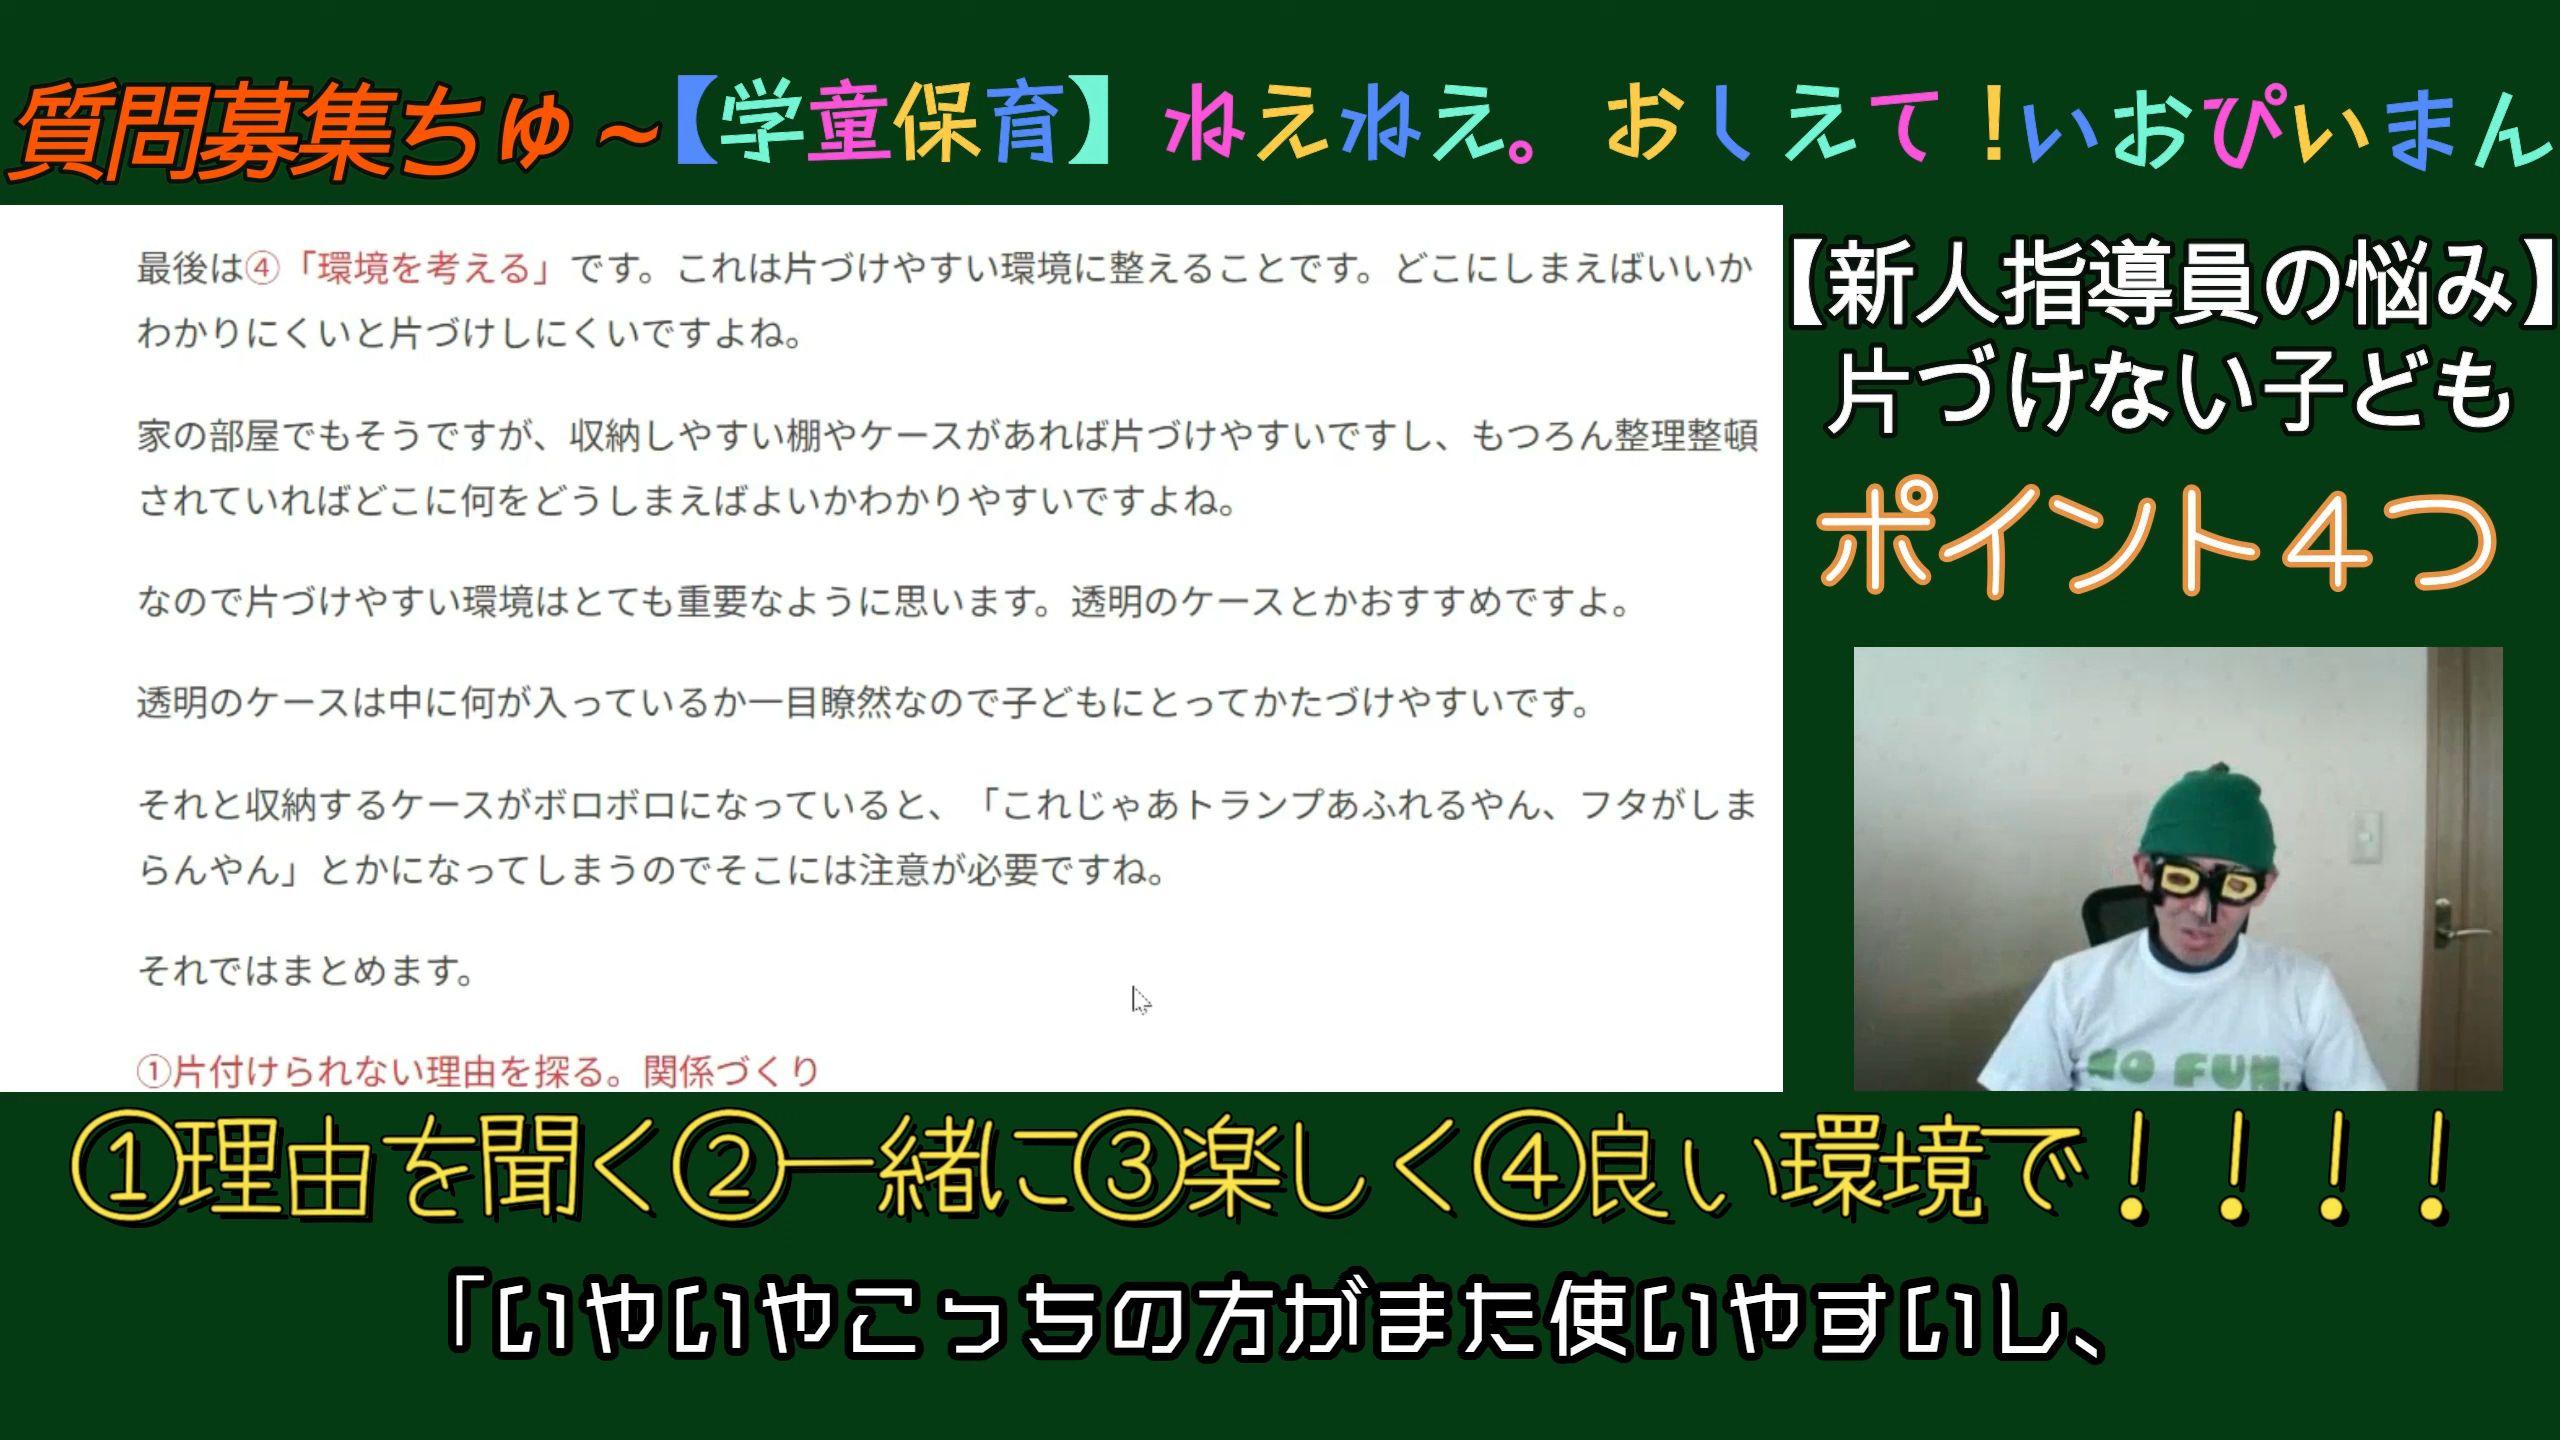 質問募集ちゅ~【学童保育】ねえねえ。おしえて!いおぴいまん
最後は④「環境を考える」です。これは片づけやすい環境に整えることです。どこにしまえばいいか
わかりにくいと片づけしにくいですよね。
家の部屋でもそうですが、収納しやすい棚やケースがあれば片づけやすいですし、もつろん整理整頓
されていればどこに何をどうしまえばよいかわかりやすいですよね。
なので片づけやすい環境はとても重要なように思います。透明のケースとかおすすめですよ。
透明のケースは中に何が入っているか一目瞭然なので子どもにとってかたづけやすいです。
それと収納するケースがボロボロになっていると、「これじゃあトランプあふれるやん、フタがしま
らんやん」とかになってしまうのでそこには注意が必要ですね。
それではまとめます。
①片付けられない理由を探る。関係づくり
【新人指導員の悩み】
片づけない子ども
ポイント４つ
NO FUN
①理由を聞く②一緒に③楽しく④良い環境で！！！！
「いやいやこっちの方がまた使いやすいし、